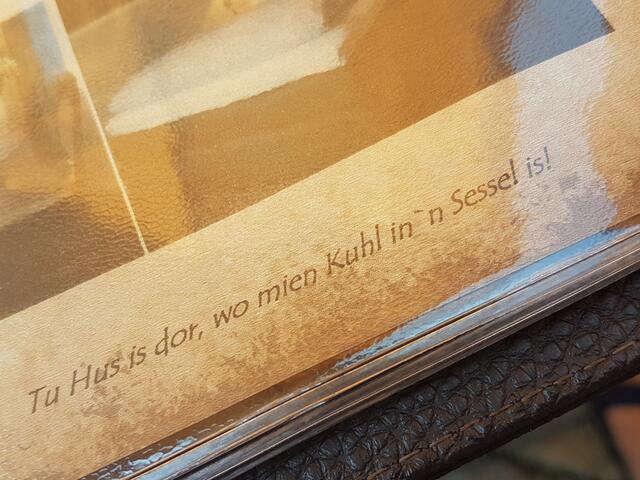 Tu Hus is dor, wo mien Kuhl in`n Sessel is!